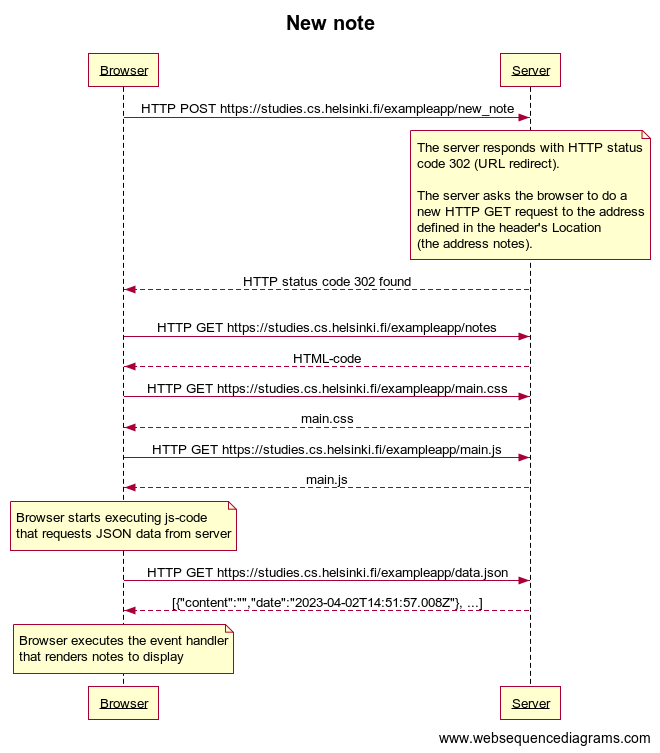 New note
Browser
Server
HTTP POST https://studies.cs.helsinki.fi/exampleapp/new_note
The server responds with HTTP status
code 302 (URL redirect).
The server asks the browser to do a
new HTTP GET request to the address
defined in the header's Location
(the address notes).
HTTP status code 302 found
HTTP GET https://studies.cs.helsinki.fi/exampleapp/notes
HTML-code
HTTP GET https://studies.cs.helsinki.fi/exampleapp/main.css
main.css
HTTP GET https://studies.cs.helsinki.fi/exampleapp/main.js
main.js
Browser starts executing js-code
that requests JSON data from server
HTTP GET https://studies.cs.helsinki.fi/exampleapp/data.json
[{"content":"","date":"2023-04-02T14:51:57.008Z"}, ...]
Browser executes the event handler
that renders notes to display
Browser
Server
www.websequencediagrams.com